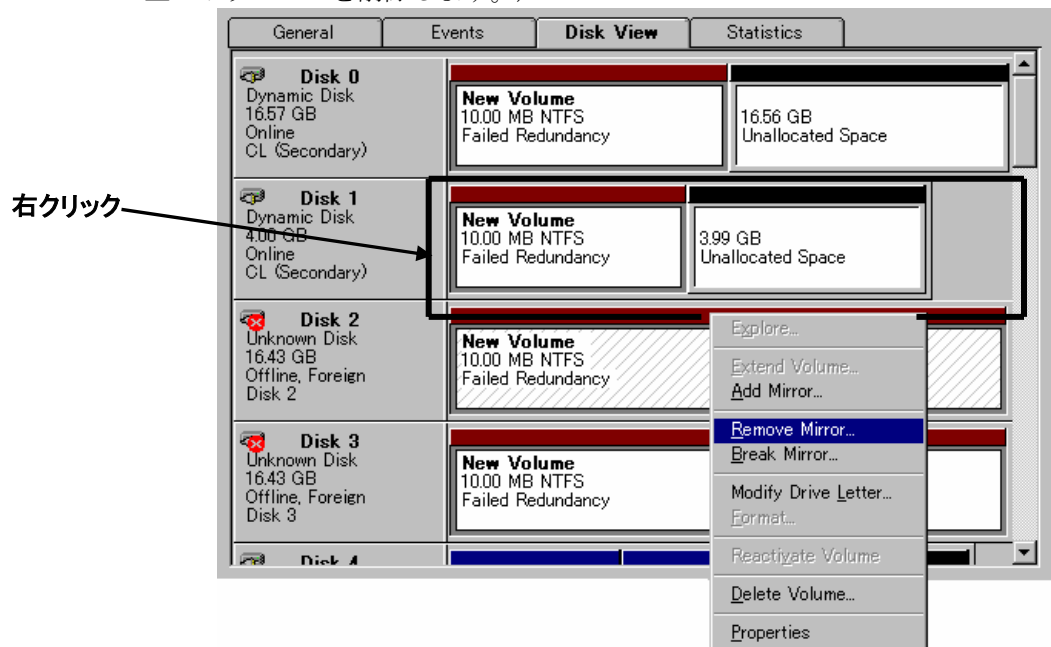 General Events Disk View Statistics
Disk 0
Dynamic Disk
16.57 GB
Online
CL (Secondary)
New Volume
10.00 MB NTFS
Failed Redundancy
16.56 GB
Unallocated Space
右クリック
Disk 1
Dynamic Disk
4.00 GB
Online
CL (Secondary)
New Volume
10.00 MB NTFS
Failed Redundancy
3.99 GB
Unallocated Space
Disk 2
Unknown Disk
16.43 GB
Offline, Foreign
Disk 2
New Volume
10.00 MB NTFS
Failed Redundancy
Disk 3
Unknown Disk
16.43 GB
Offline, Foreign
Disk 3
New Volume
10.00 MB NTFS
Failed Redundancy
Disk 4
Explore...
Extend Volume...
Add Mirror...
Remove Mirror...
Break Mirror...
Modify Drive Letter...
Format...
Reactivate Volume
Delete Volume...
Properties